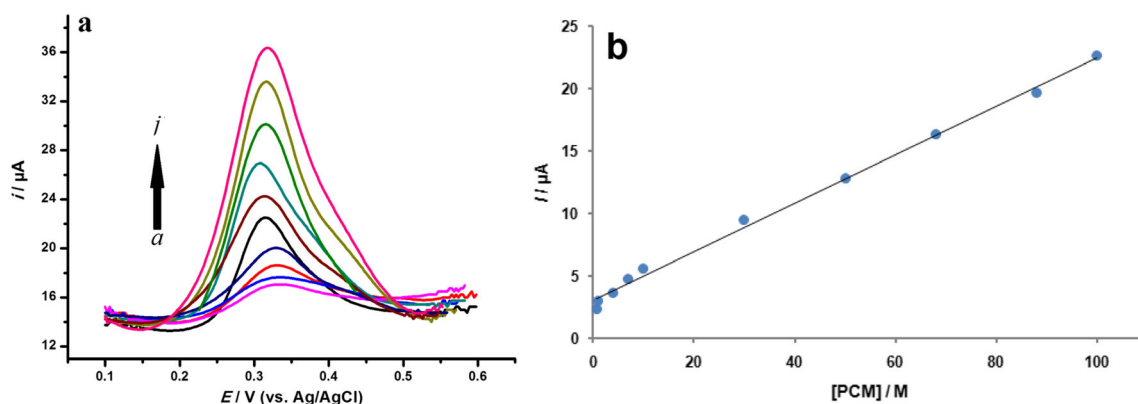 a
36
32
28
24
20
16
12
i / µA
j
a
0.1 0.2 0.3 0.4 0.5 0.6
E / V (vs. Ag/AgCl)
b
25
20
15
10
5
0
I / µA
0 20 40 60 80 100
[PCM] / M